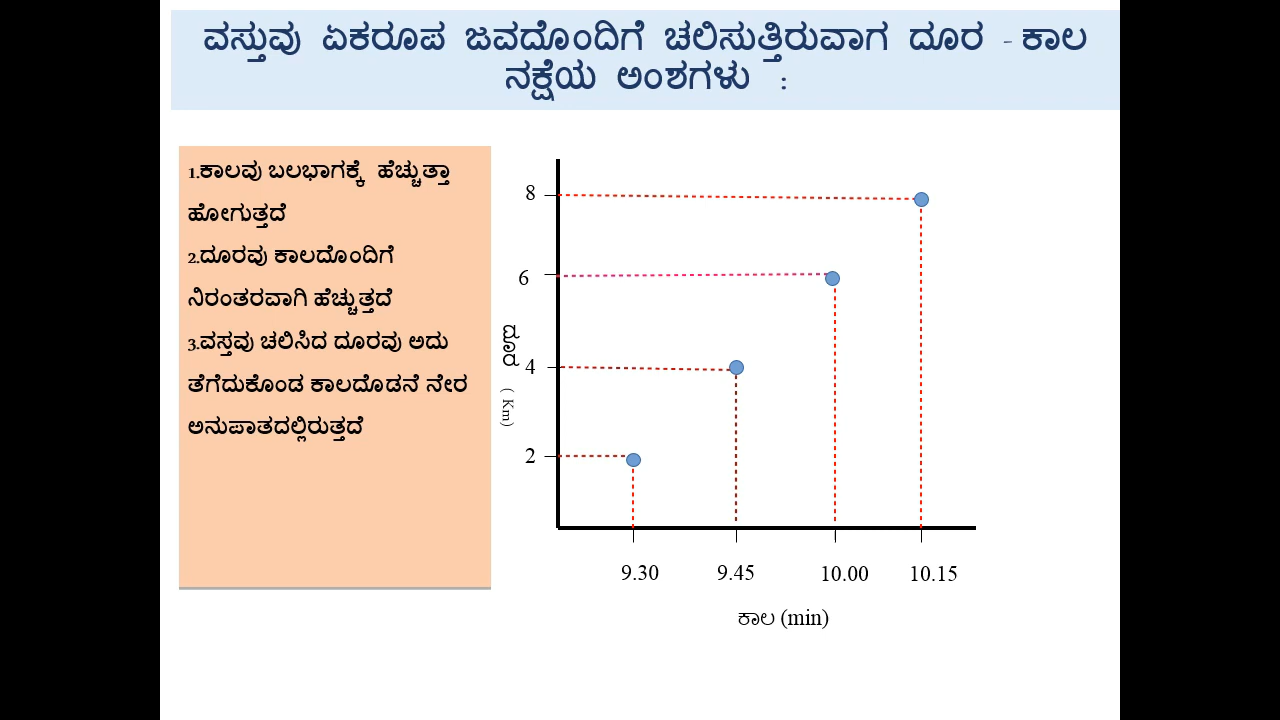 ವಸ್ತುವು ಏಕರೂಪ ಜವದೊಂದಿಗೆ ಚಲಿಸುತ್ತಿರುವಾಗ ದೂರ - ಕಾಲ
ನಕ್ಷೆಯ ಅಂಶಗಳು :
1.ಕಾಲವು ಬಲಭಾಗಕ್ಕೆ ಹೆಚ್ಚುತ್ತಾ
ಹೋಗುತ್ತದೆ
2.ದೂರವು ಕಾಲದೊಂದಿಗೆ
ನಿರಂತರವಾಗಿ ಹೆಚ್ಚುತ್ತದೆ
3.ವಸ್ತವು ಚಲಿಸಿದ ದೂರವು ಅದು
ತೆಗೆದುಕೊಂಡ ಕಾಲದೊಡನೆ ನೇರ
ಅನುಪಾತದಲ್ಲಿರುತ್ತದೆ
8
6
4
2
ದೂರ ( Km)
9.30 9.45 10.00 10.15
ಕಾಲ (min)